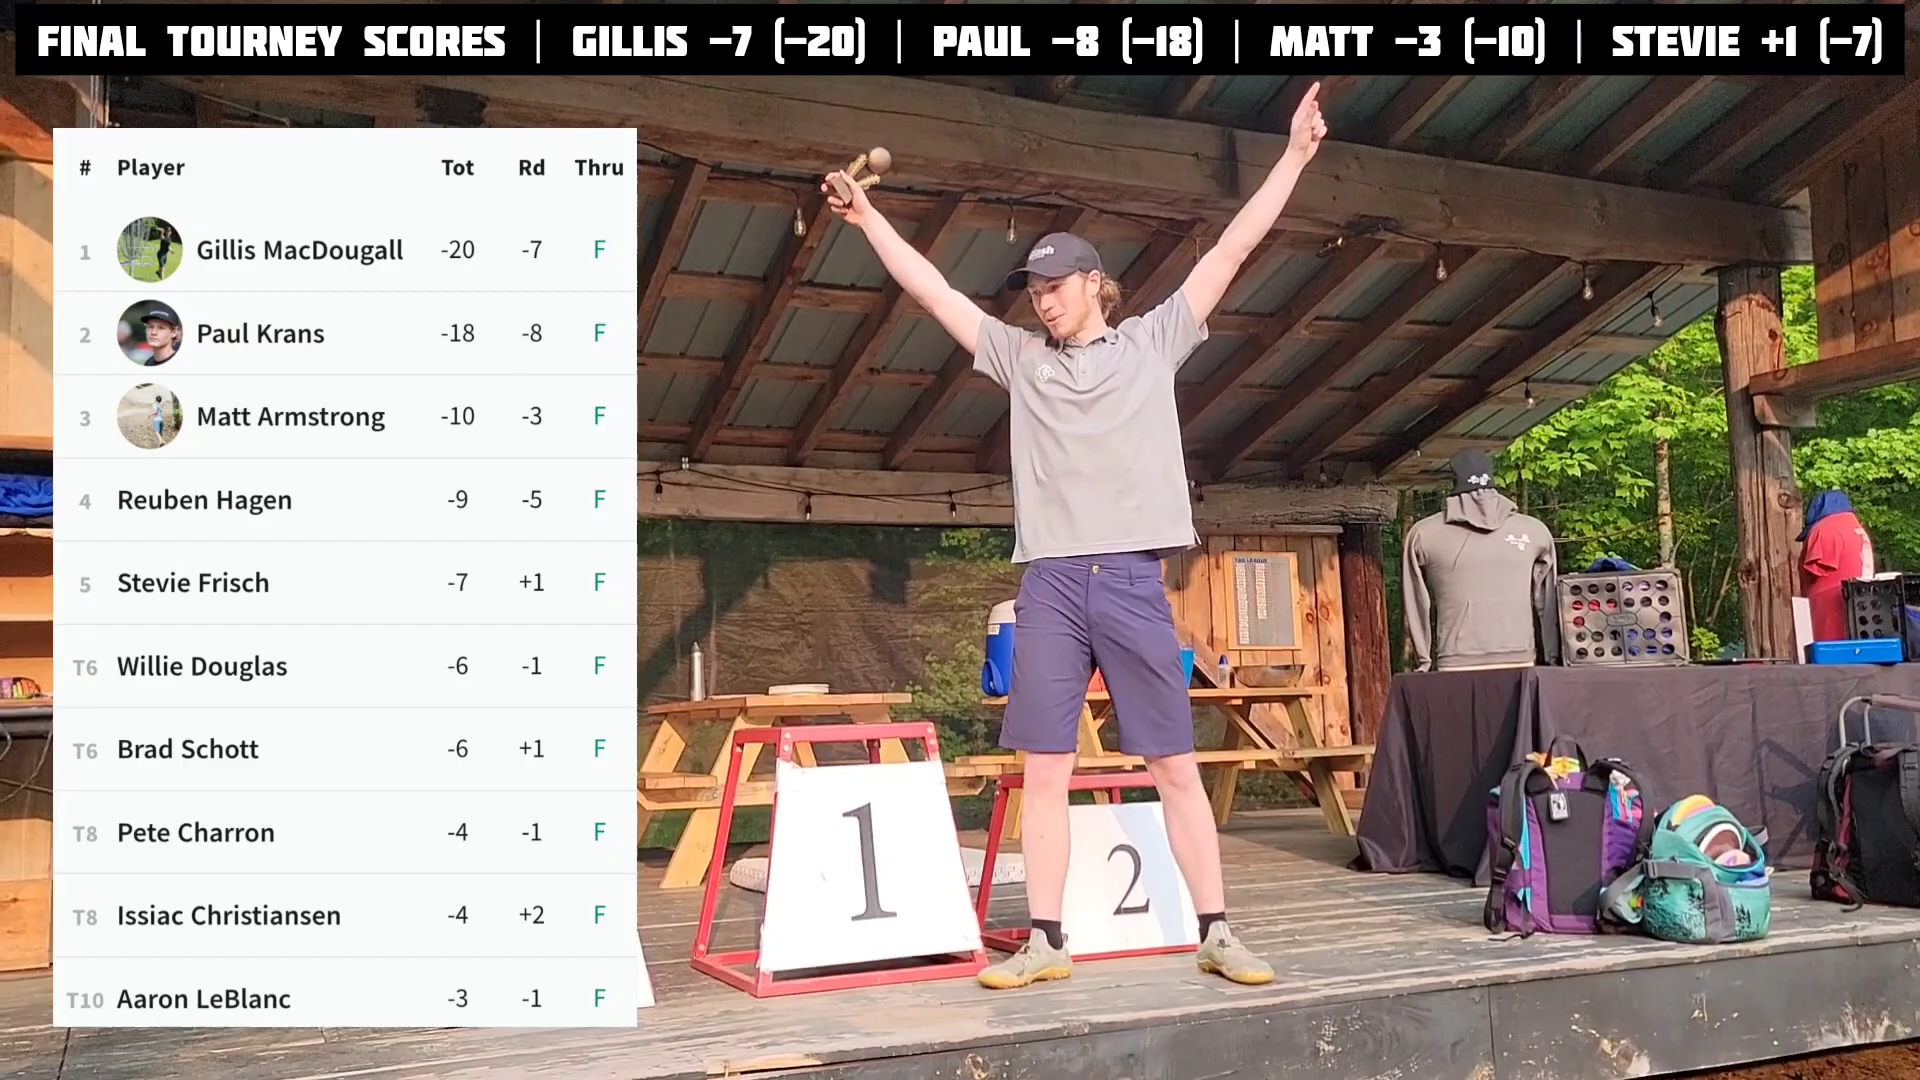 FINAL TOURNEY SCORES | GILLIS -7 (-20) | PAUL -8 (-18) | MATT -3 (-10) | STEVIE +1 (-7)
# Player Tot Rd Thru
1 Gillis MacDougall -20 -7 F
2 Paul Krans -18 -8 F
3 Matt Armstrong -10 -3 F
4 Reuben Hagen -9 -5 F
5 Stevie Frisch -7 +1 F
T6 Willie Douglas -6 -1 F
T6 Brad Schott -6 +1 F
T8 Pete Charron -4 -1 F
T8 Issiac Christiansen -4 +2 F
T10 Aaron LeBlanc -3 -1 F
TAG LEAGUE
1
2